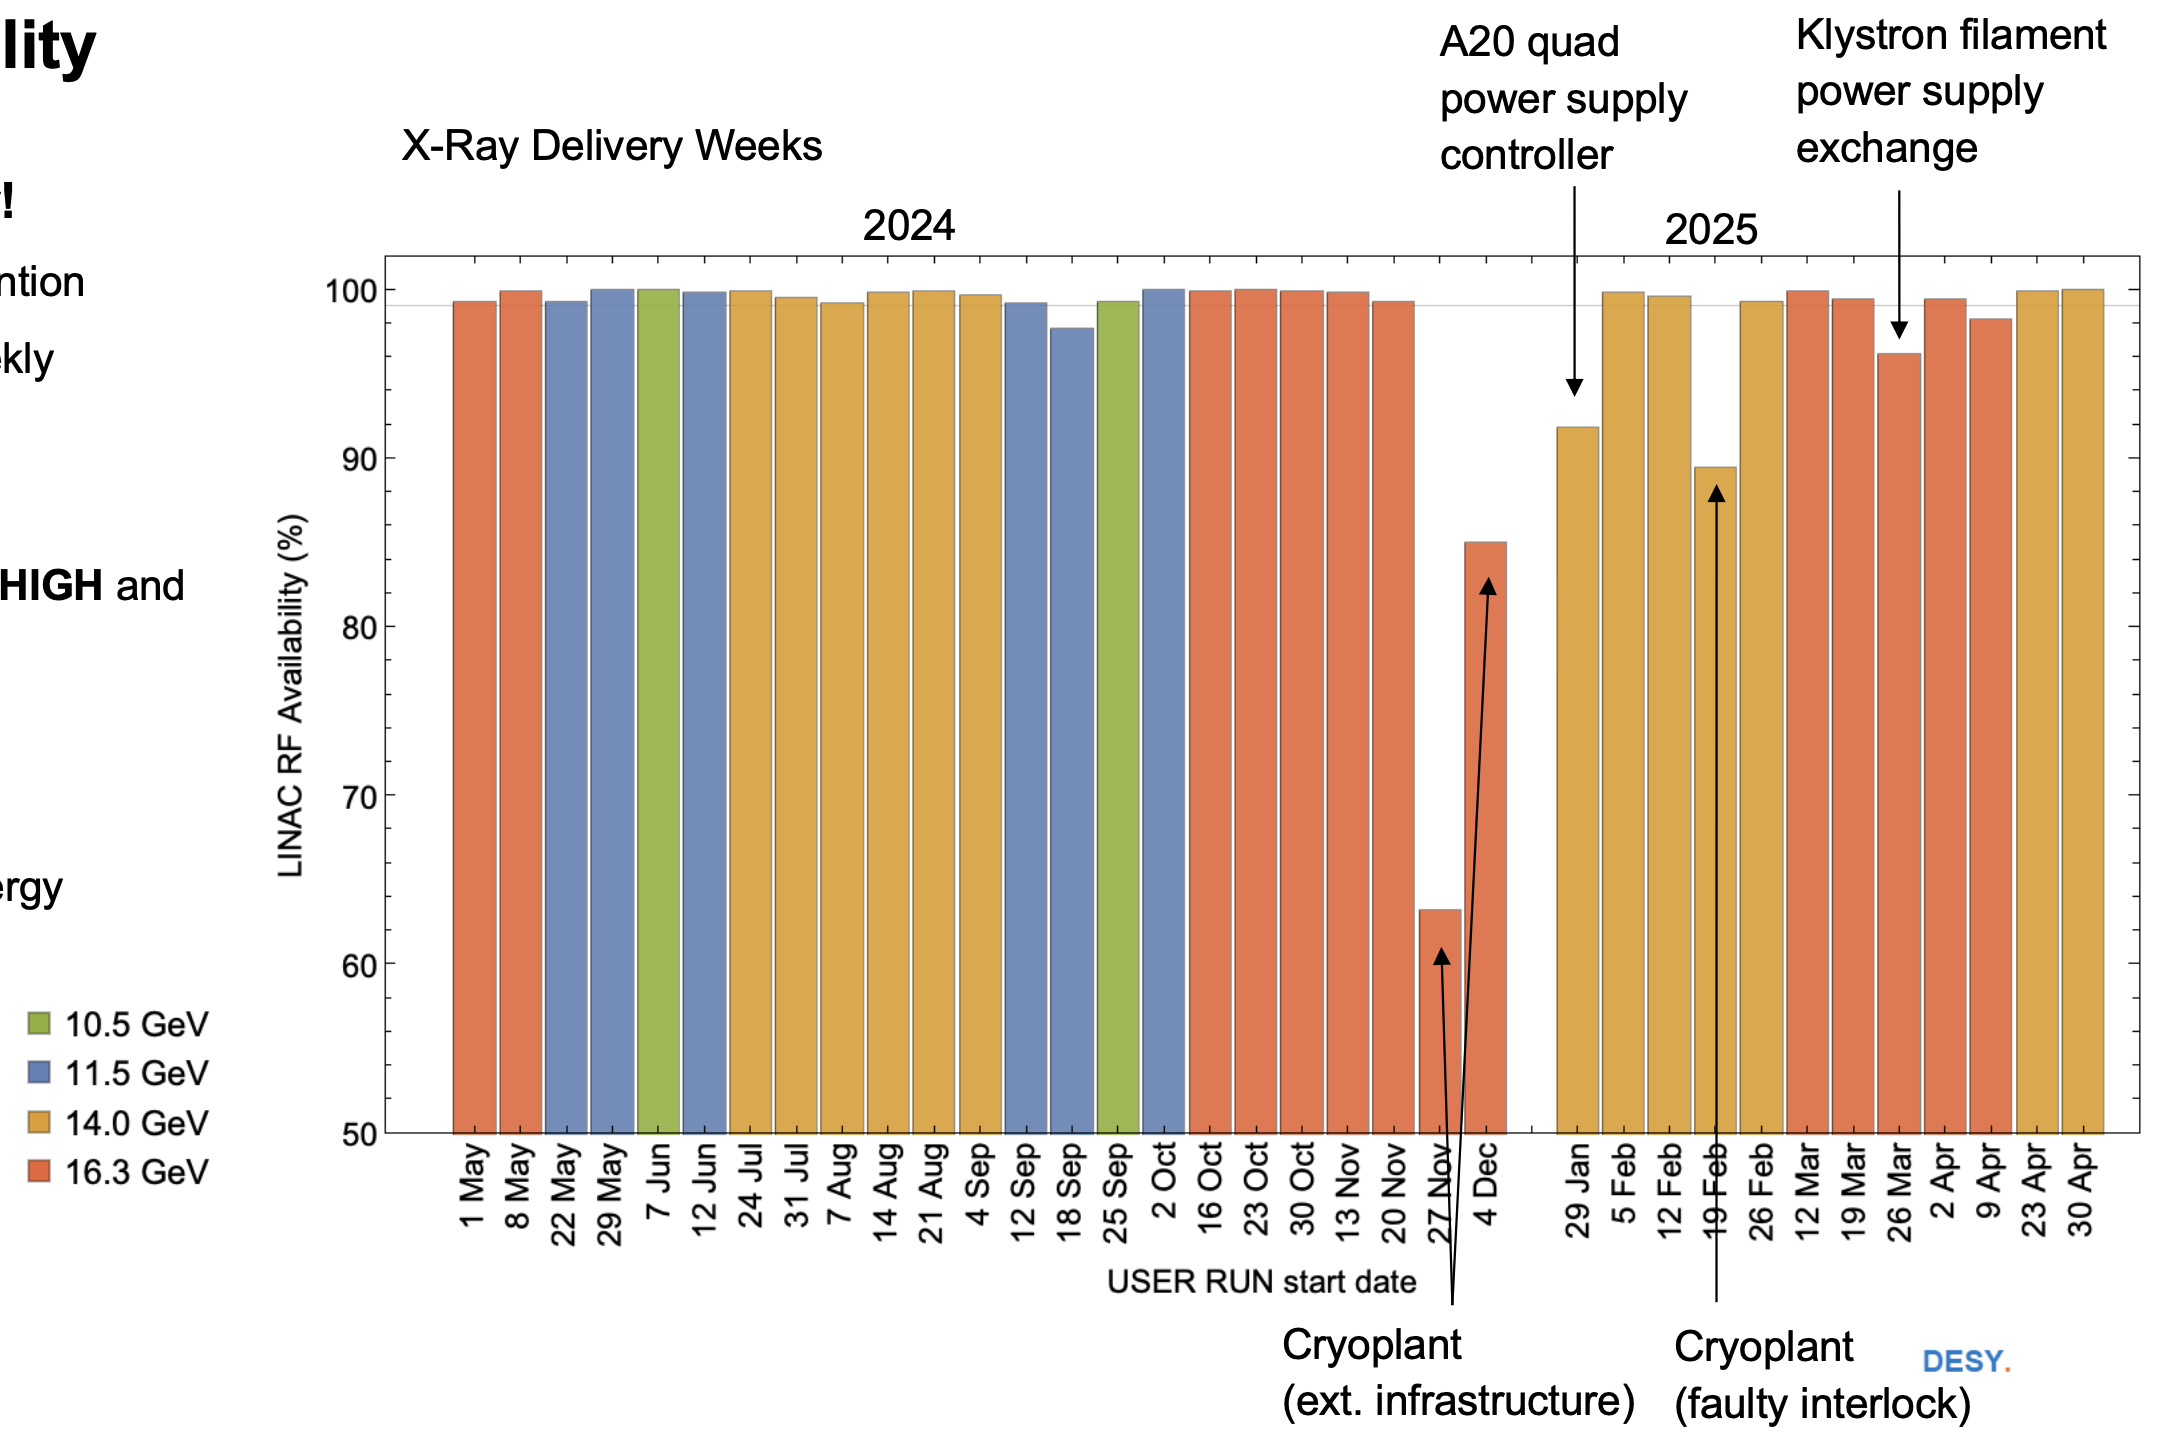 lity
!
ntion
ekly
HIGH and
ergy
10.5 GeV
11.5 GeV
14.0 GeV
16.3 GeV
X-Ray Delivery Weeks
A20 quad
power supply
controller
Klystron filament
power supply
exchange
2024
2025
LINAC RF Availability (%)
100
90
80
70
60
50
1 May
8 May
22 May
29 May
7 Jun
12 Jun
24 Jul
31 Jul
7 Aug
14 Aug
21 Aug
4 Sep
12 Sep
18 Sep
25 Sep
2 Oct
16 Oct
23 Oct
30 Oct
13 Nov
20 Nov
27 Nov
4 Dec
29 Jan
5 Feb
12 Feb
19 Feb
26 Feb
12 Mar
19 Mar
26 Mar
2 Apr
9 Apr
23 Apr
30 Apr
USER RUN start date
Cryoplant
(ext. infrastructure)
Cryoplant
(faulty interlock)
DESY.